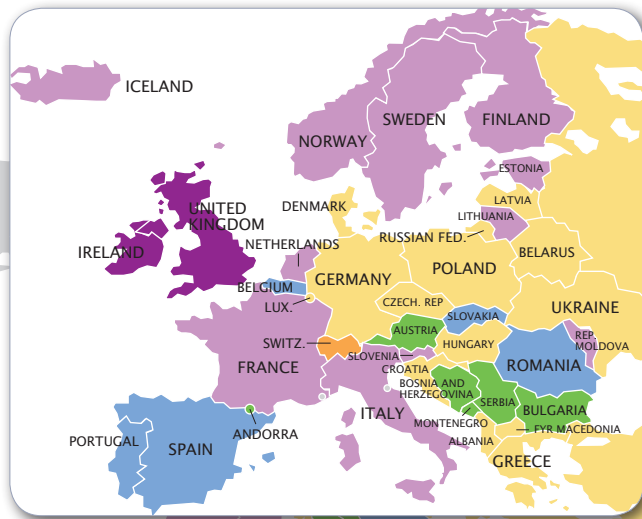 ICELAND
NORWAY
SWEDEN
FINLAND
ESTONIA
LATVIA
LITHUANIA
RUSSIAN FED.
DENMARK
UNITED
KINGDOM
IRELAND
NETHERLANDS
BELGIUM
LUX.
GERMANY
POLAND
BELARUS
UKRAINE
CZECH. REP
SLOVAKIA
AUSTRIA
HUNGARY
REP.
MOLDOVA
SWITZ.
FRANCE
SLOVENIA
CROATIA
BOSNIA AND
HERZEGOVINA
SERBIA
ROMANIA
BULGARIA
MONTENEGRO
FYR MACEDONIA
ALBANIA
GREECE
ITALY
ANDORRA
PORTUGAL
SPAIN